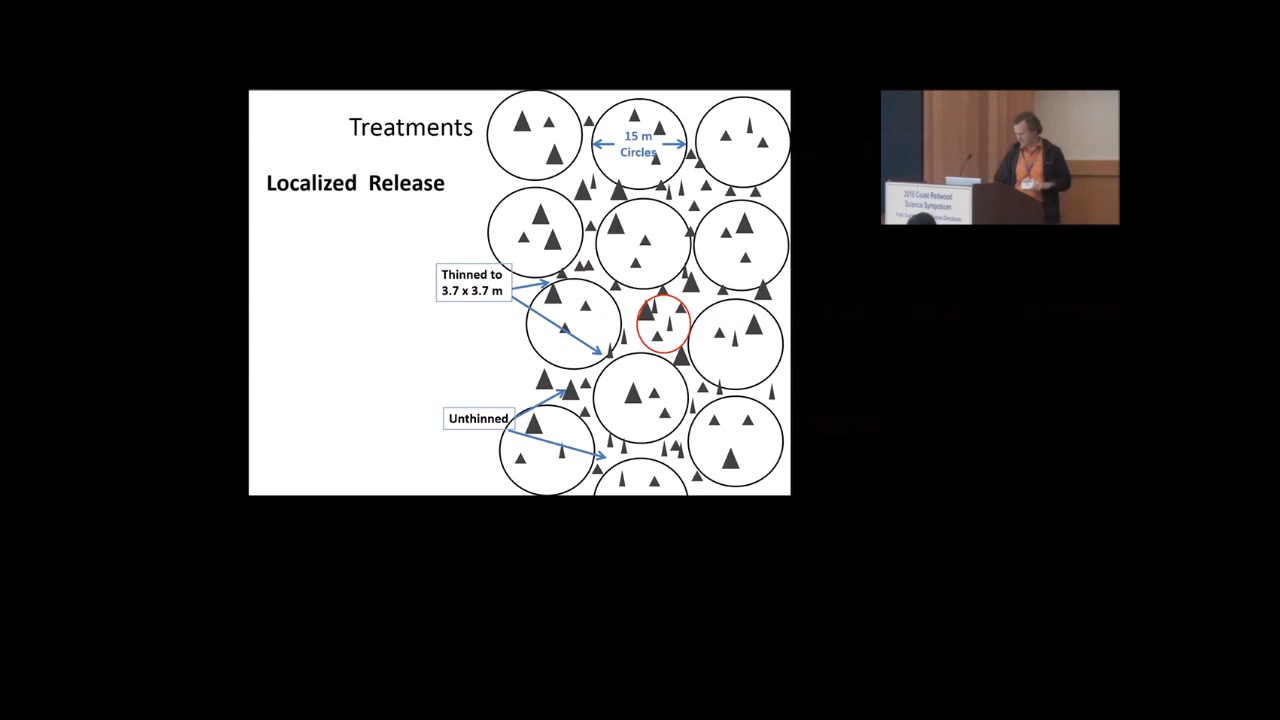 Treatments
Localized Release
15 m
Circles
Thinned to
3.7 x 3.7 m
Unthinned
2016 Coast Redwood
Science Symposium